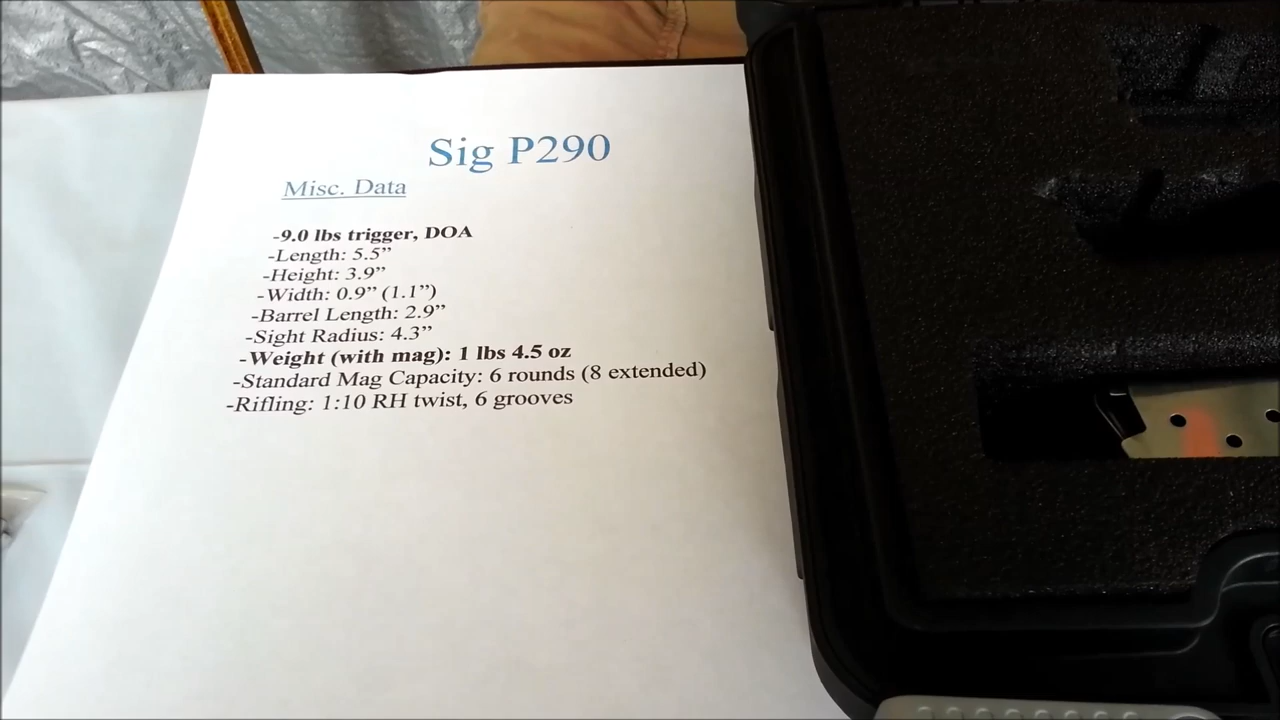 Sig P290
Misc. Data
-9.0 lbs trigger, DOA
-Length: 5.5”
-Height: 3.9”
-Width: 0.9” (1.1”)
-Barrel Length: 2.9”
-Sight Radius: 4.3”
-Weight (with mag): 1 lbs 4.5 oz
-Standard Mag Capacity: 6 rounds (8 extended)
-Rifling: 1:10 RH twist, 6 grooves